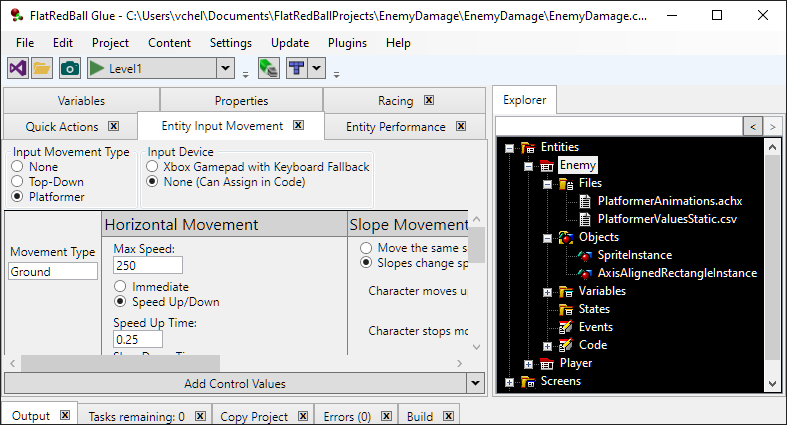 FlatRedBall Glue - C:\Users\vchel\Documents\FlatRedBallProjects\EnemyDamage\EnemyDamage\EnemyDamage.c...
File Edit Project Content Settings Update Plugins Help
Level1
Variables Properties Racing
Quick Actions Entity Input Movement Entity Performance
Input Movement Type
None
Top-Down
Platformer
Input Device
Xbox Gamepad with Keyboard Fallback
None (Can Assign in Code)
Movement Type
Ground
Horizontal Movement
Max Speed:
250
Immediate
Speed Up/Down
Speed Up Time:
0.25
Slope Movement
Move the same s
Slopes change sp
Character moves up
Character stops mo
Add Control Values
Explorer
< >
Entities
Enemy
Files
PlatformerAnimations.achx
PlatformerValuesStatic.csv
Objects
SpriteInstance
AxisAlignedRectangleInstance
Variables
States
Events
Code
Player
Screens
Output Tasks remaining: 0 Copy Project Errors (0) Build